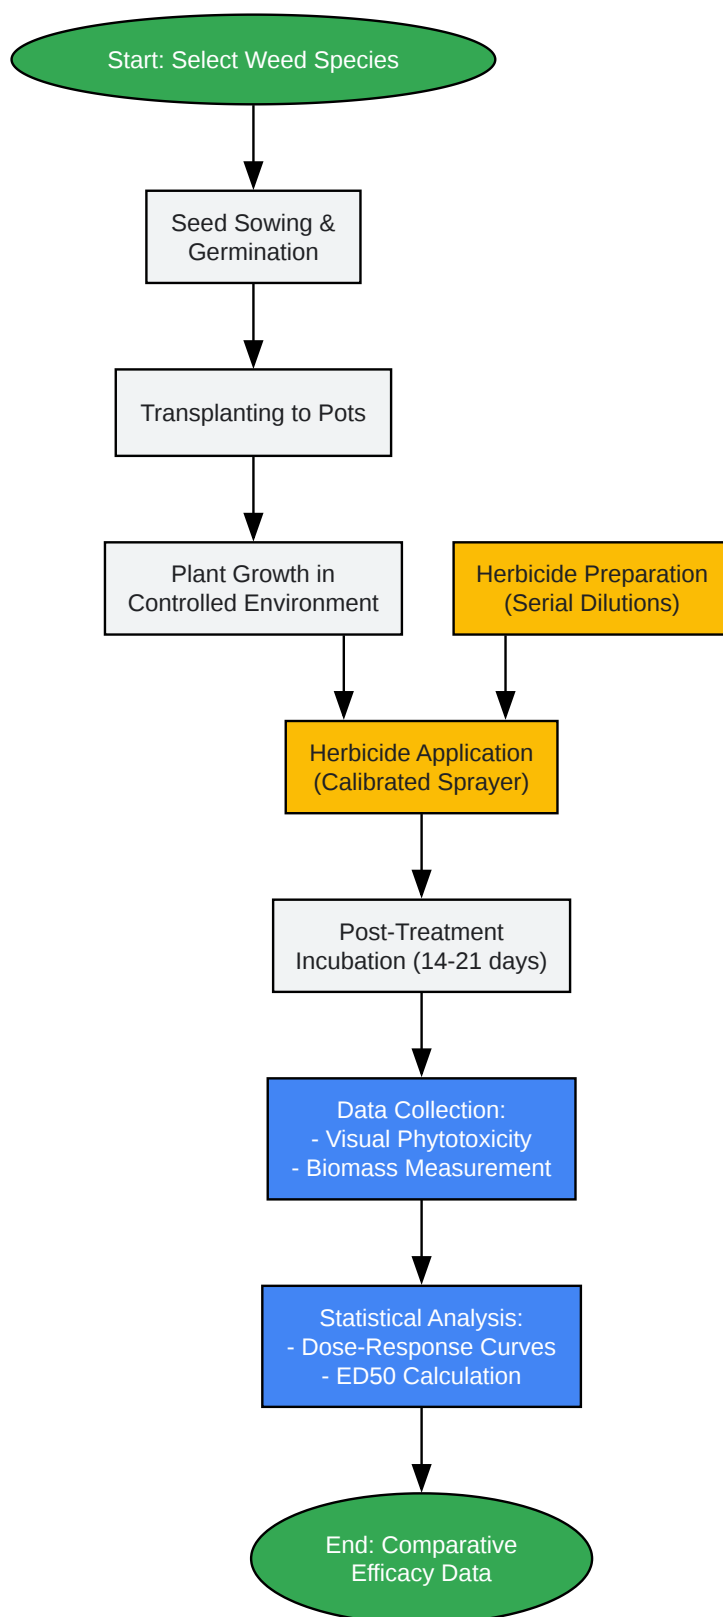 Start: Select Weed Species
Seed Sowing &
Germination
Transplanting to Pots
Plant Growth in
Controlled Environment
Herbicide Preparation
(Serial Dilutions)
Herbicide Application
(Calibrated Sprayer)
Post-Treatment
Incubation (14-21 days)
Data Collection:
- Visual Phytotoxicity
- Biomass Measurement
Statistical Analysis:
- Dose-Response Curves
- ED50 Calculation
End: Comparative
Efficacy Data